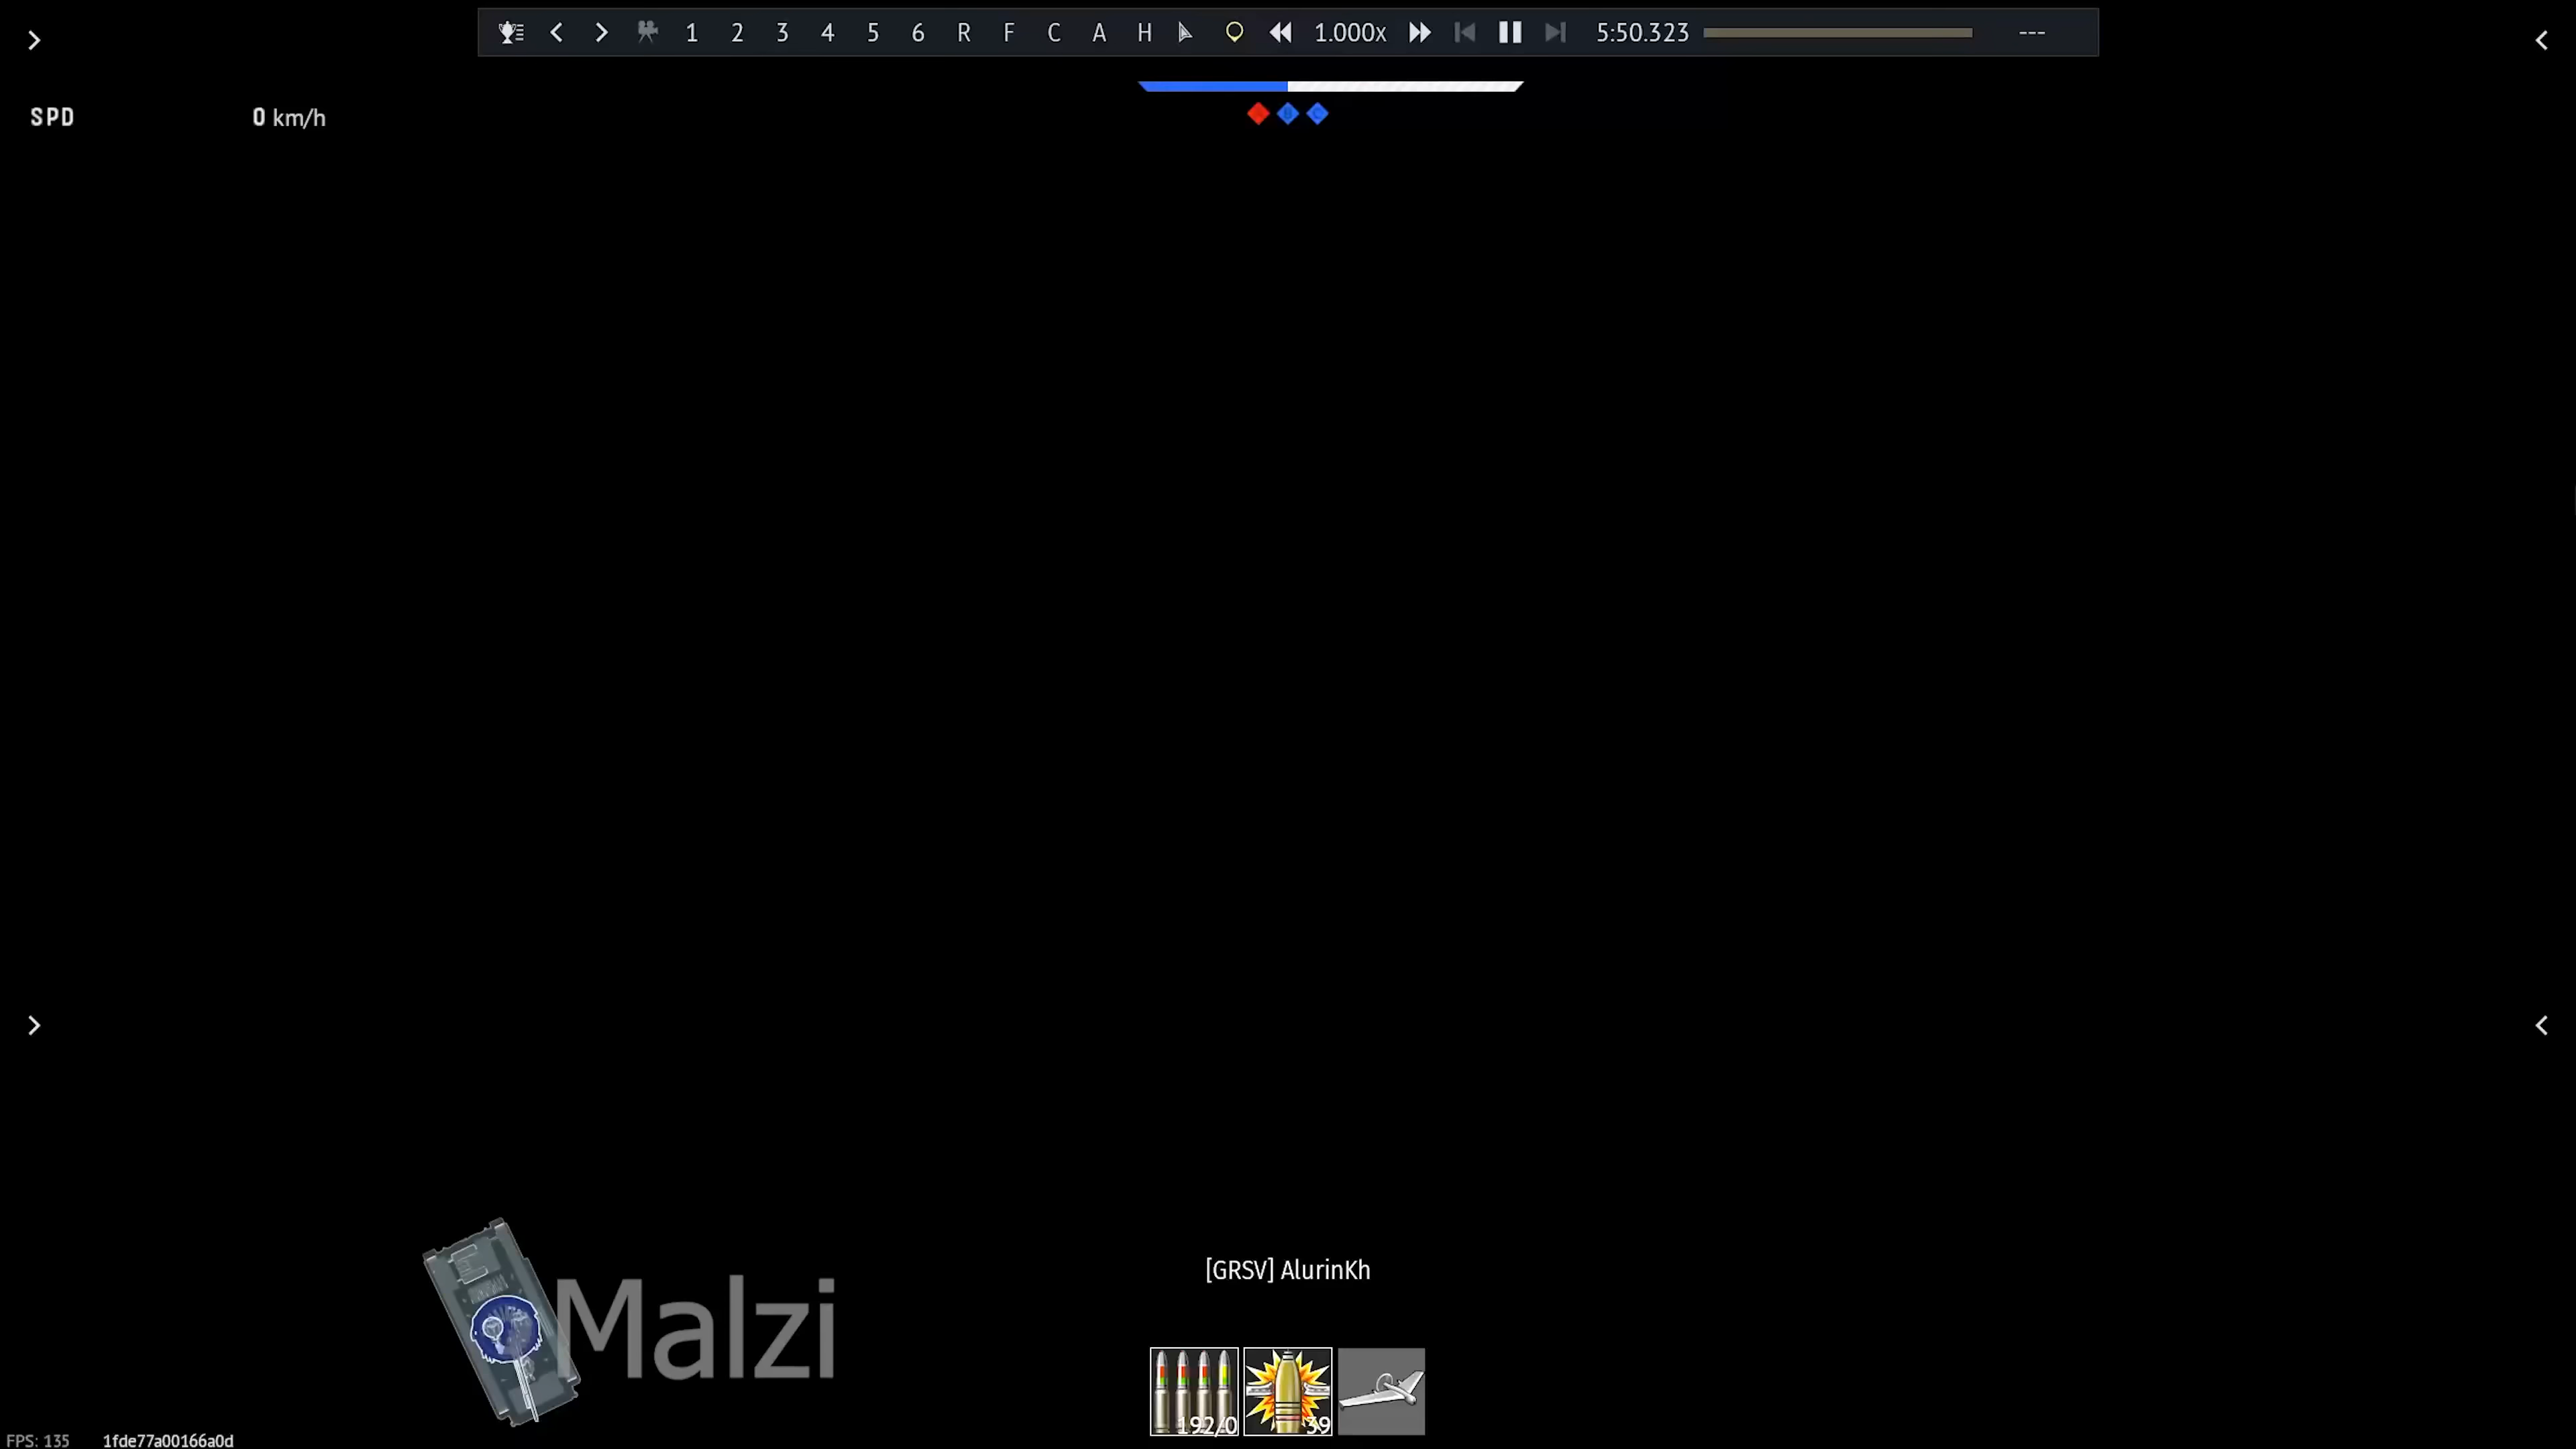 1 2 3 4 5 6 R F C A H 1.000x 5:50.323 ---
SPD 0 km/h
[GRSV] AlurinKh
Malzi
192/0 39
FPS: 135 1fde77a00166a0d